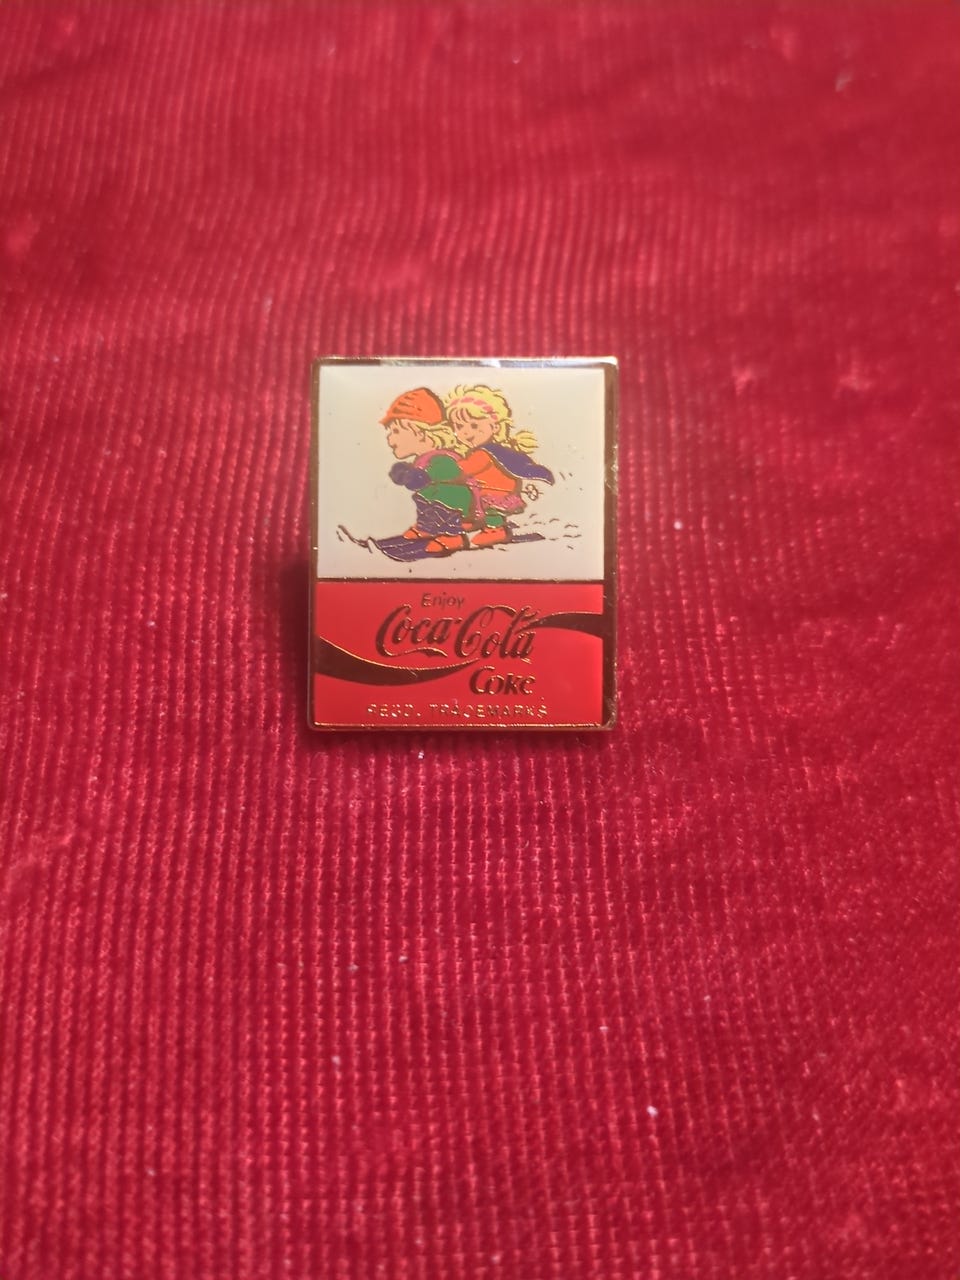 Enjoy
Coca-Cola
Coke
REGD. TRADEMARKS